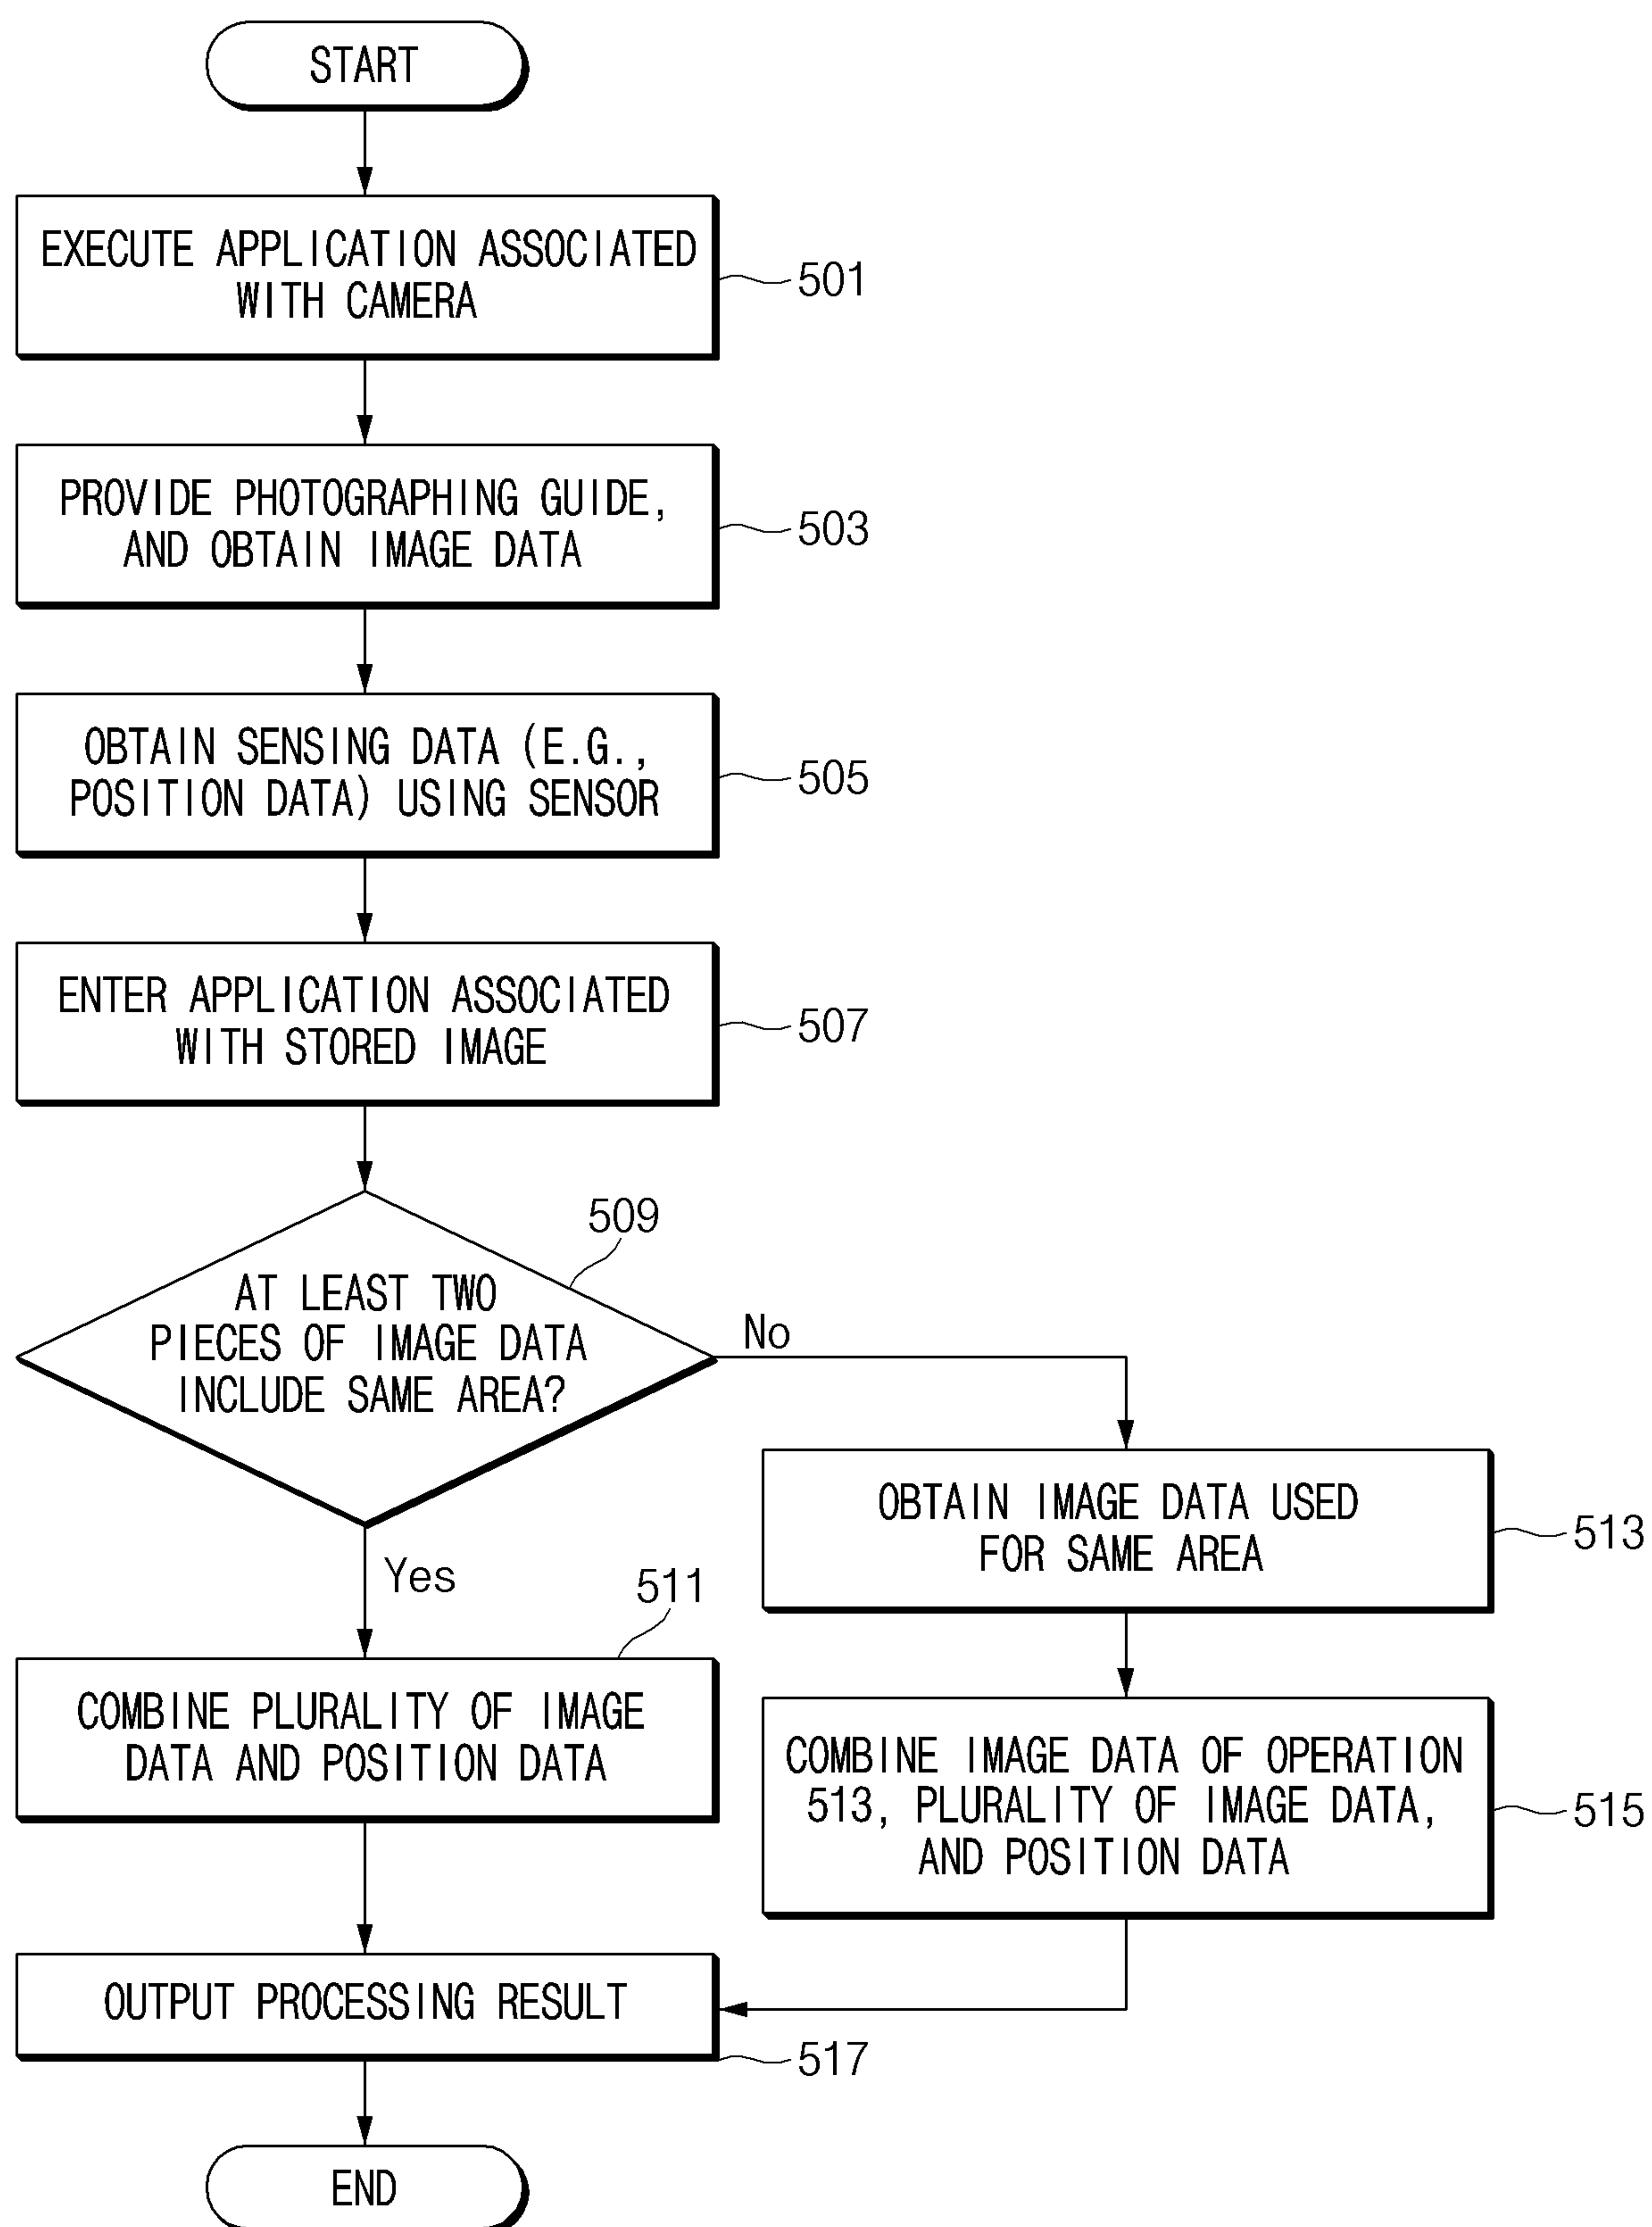 START
EXECUTE APPLICATION ASSOCIATED
WITH CAMERA
501
PROVIDE PHOTOGRAPHING GUIDE,
AND OBTAIN IMAGE DATA
503
OBTAIN SENSING DATA (E.G.,
POSITION DATA) USING SENSOR
505
ENTER APPLICATION ASSOCIATED
WITH STORED IMAGE
507
509
AT LEAST TWO
PIECES OF IMAGE DATA
INCLUDE SAME AREA?
No
Yes
511
COMBINE PLURALITY OF IMAGE
DATA AND POSITION DATA
OBTAIN IMAGE DATA USED
FOR SAME AREA
513
COMBINE IMAGE DATA OF OPERATION
513, PLURALITY OF IMAGE DATA,
AND POSITION DATA
515
OUTPUT PROCESSING RESULT
517
END